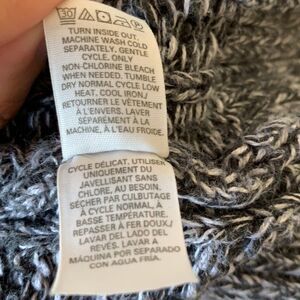 TURN INSIDE OUT.
MACHINE WASH COLD
SEPARATELY, GENTLE
CYCLE. ONLY
NON-CHLORINE BLEACH
WHEN NEEDED. TUMBLE
DRY NORMAL CYCLE LOW
HEAT. COOL IRON./
RETOURNER LE VÊTEMENT
À L'ENVERS. LAVER
SÉPARÉMENT À LA
MACHINE, À L'EAU FROIDE.
CYCLE DÉLICAT. UTILISER
UNIQUEMENT DU
JAVELLISANT SANS
CHLORE, AU BESOIN.
SÉCHER PAR CULBUTAGE
À CYCLE NORMAL, À
BASSE TEMPÉRATURE.
REPASSER À FER DOUX./
LAVAR DEL LADO DEL
REVÉS. LAVAR A
MÁQUINA POR SEPARADO
CON AGUA FRÍA.